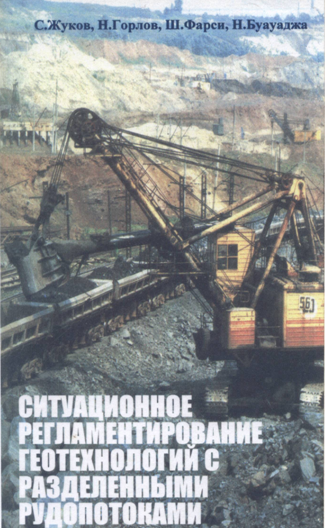 С.Жуков, Н.Горлов, Ш.Фарси, Н.Буауаджа
561
СИТУАЦИОННОЕ
РЕГЛАМЕНТИРОВАНИЕ
ГЕОТЕХНОЛОГИЙ С
РАЗДЕЛЕННЫМИ
РУДОПОТОКАМИ